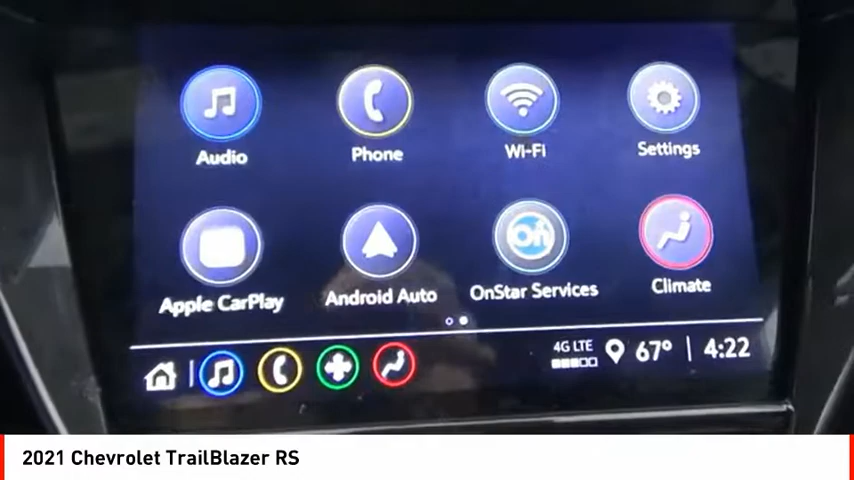 Audio Phone Wi-Fi Settings
On
Apple CarPlay Android Auto OnStar Services Climate
4G LTE 67° 4:22
2021 Chevrolet TrailBlazer RS